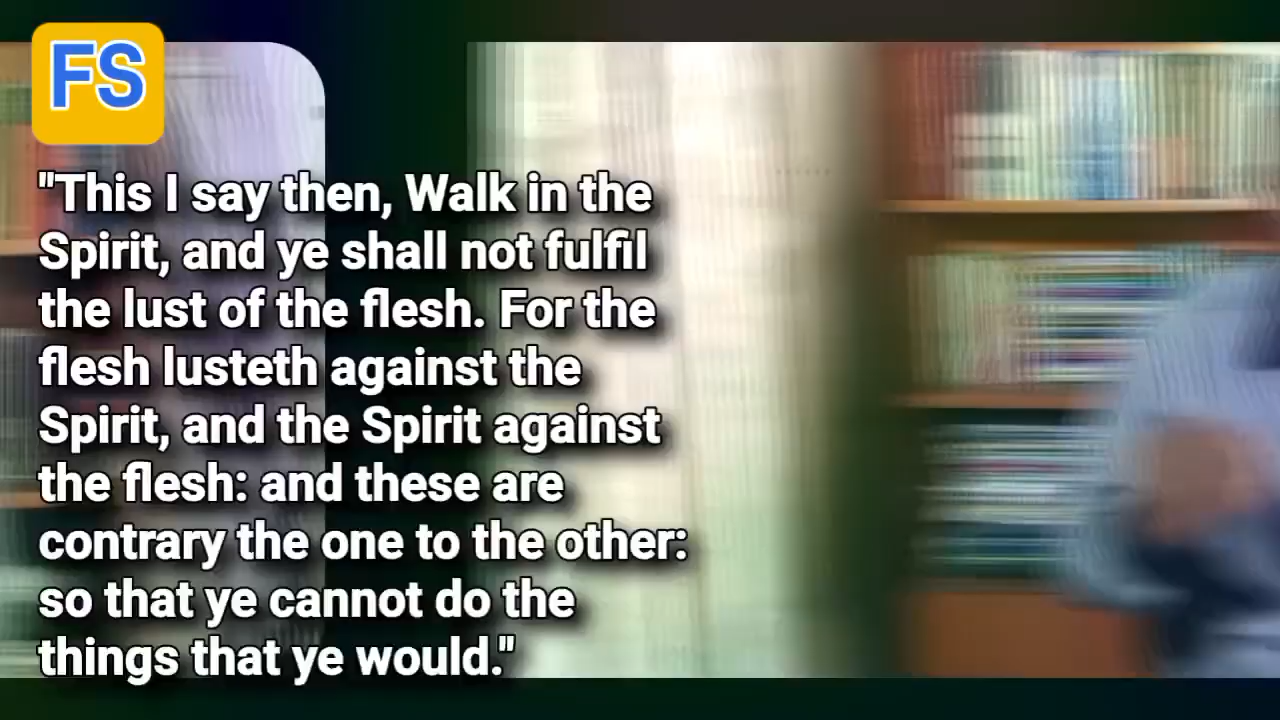 FS
"This I say then, Walk in the
Spirit, and ye shall not fulfil
the lust of the flesh. For the
flesh lusteth against the
Spirit, and the Spirit against
the flesh: and these are
contrary the one to the other:
so that ye cannot do the
things that ye would."